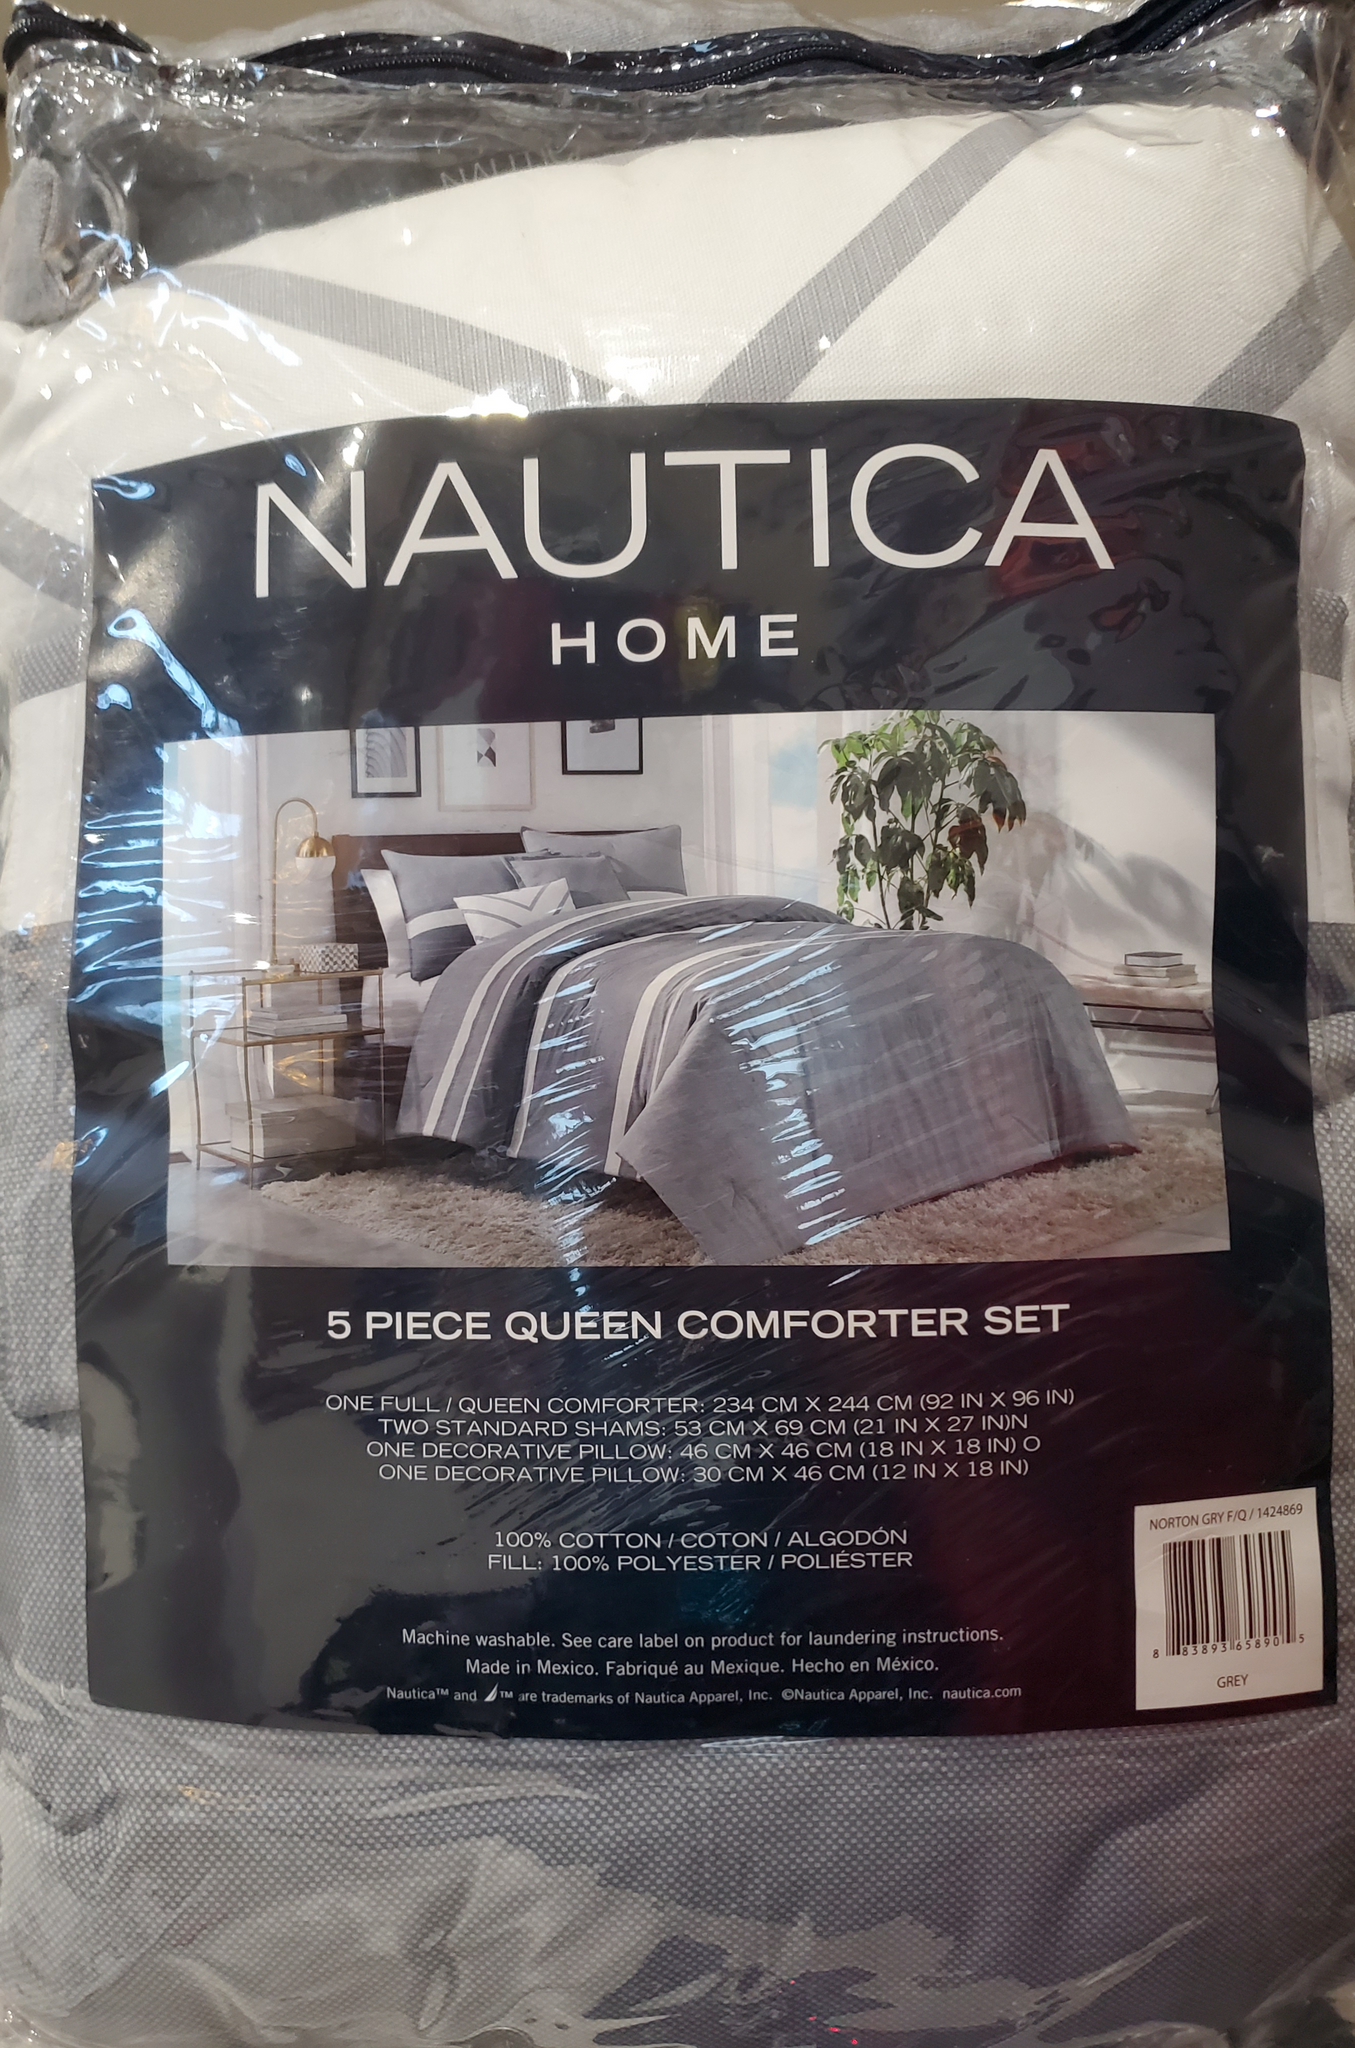 NAUTICA
HOME
5 PIECE QUEEN COMFORTER SET
ONE FULL / QUEEN COMFORTER: 234 CM X 244 CM (92 IN X 96 IN)
TWO STANDARD SHAMS: 53 CM X 69 CM (21 IN X 27 IN)N
ONE DECORATIVE PILLOW: 46 CM X 46 CM (18 IN X 18 IN) O
ONE DECORATIVE PILLOW: 30 CM X 46 CM (12 IN X 18 IN)
100% COTTON / COTON / ALGODÓN
FILL: 100% POLYESTER / POLIÉSTER
Machine washable. See care label on product for laundering instructions.
Made in Mexico. Fabriqué au Mexique. Hecho en México.
Nautica™ and ™ are trademarks of Nautica Apparel, Inc. ©Nautica Apparel, Inc. nautica.com
NORTON GRY F/Q / 1424869
8 83893 65890 5
GREY